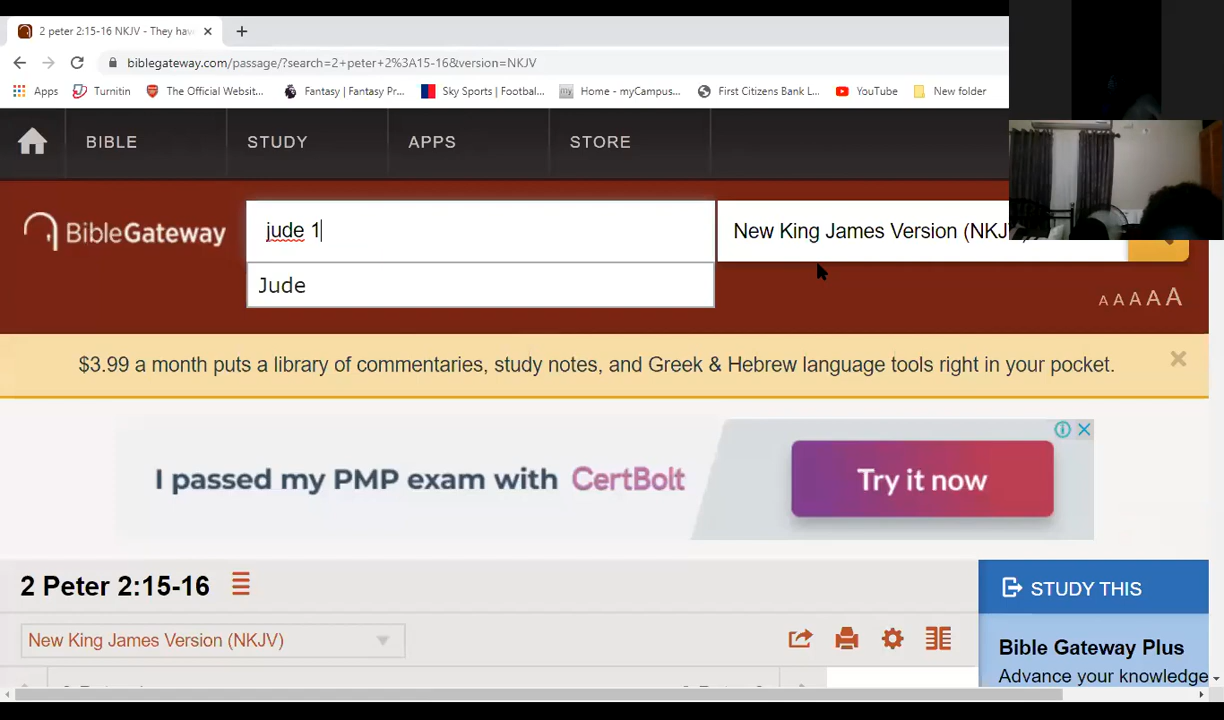 2 peter 2:15-16 NKJV - They hav
biblegateway.com/passage/?search=2+peter+2%3A15-16&version=NKJV
Apps Turnitin The Official Websit... Fantasy | Fantasy Pr... Sky Sports | Footbal... Home - myCampus... First Citizens Bank L... YouTube New folder
BIBLE STUDY APPS STORE
BibleGateway jude 1 New King James Version (NKJV)
Jude
A A A A A
$3.99 a month puts a library of commentaries, study notes, and Greek & Hebrew language tools right in your pocket.
I passed my PMP exam with CertBolt Try it now
2 Peter 2:15-16 STUDY THIS
New King James Version (NKJV) Bible Gateway Plus
Advance your knowledge